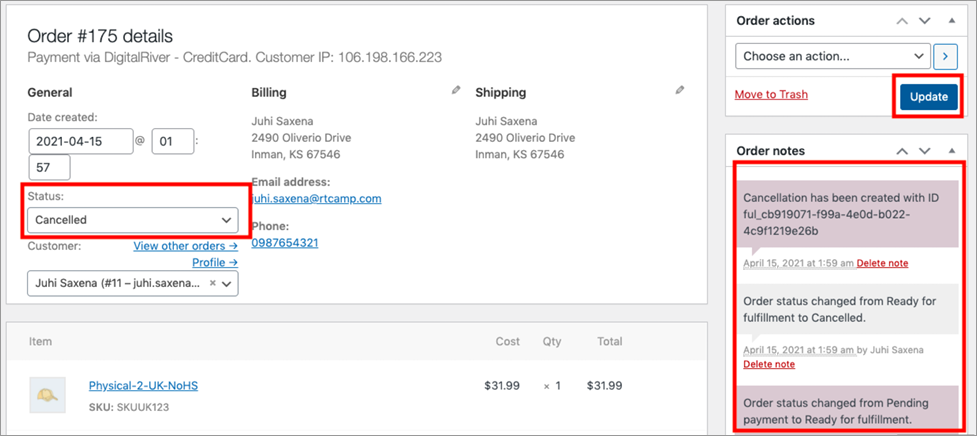 Order #175 details
Payment via DigitalRiver - CreditCard. Customer IP: 106.198.166.223
General
Date created:
2021-04-15 @ 01 :
57
Status:
Cancelled
Customer: View other orders →
Profile →
Juhi Saxena (#11 – juhi.saxena... ×
Billing
Juhi Saxena
2490 Oliverio Drive
Inman, KS 67546
Email address:
juhi.saxena@rtcamp.com
Phone:
0987654321
Shipping
Juhi Saxena
2490 Oliverio Drive
Inman, KS 67546
Item Cost Qty Total
Physical-2-UK-NoHS $31.99 × 1 $31.99
SKU: SKUUK123
Order actions
Choose an action...
Move to Trash Update
Order notes
Cancellation has been created with ID
ful_cb919071-f99a-4e0d-b022-
4c9f1219e26b
April 15, 2021 at 1:59 am Delete note
Order status changed from Ready for
fulfillment to Cancelled.
April 15, 2021 at 1:59 am by Juhi Saxena
Delete note
Order status changed from Pending
payment to Ready for fulfillment.